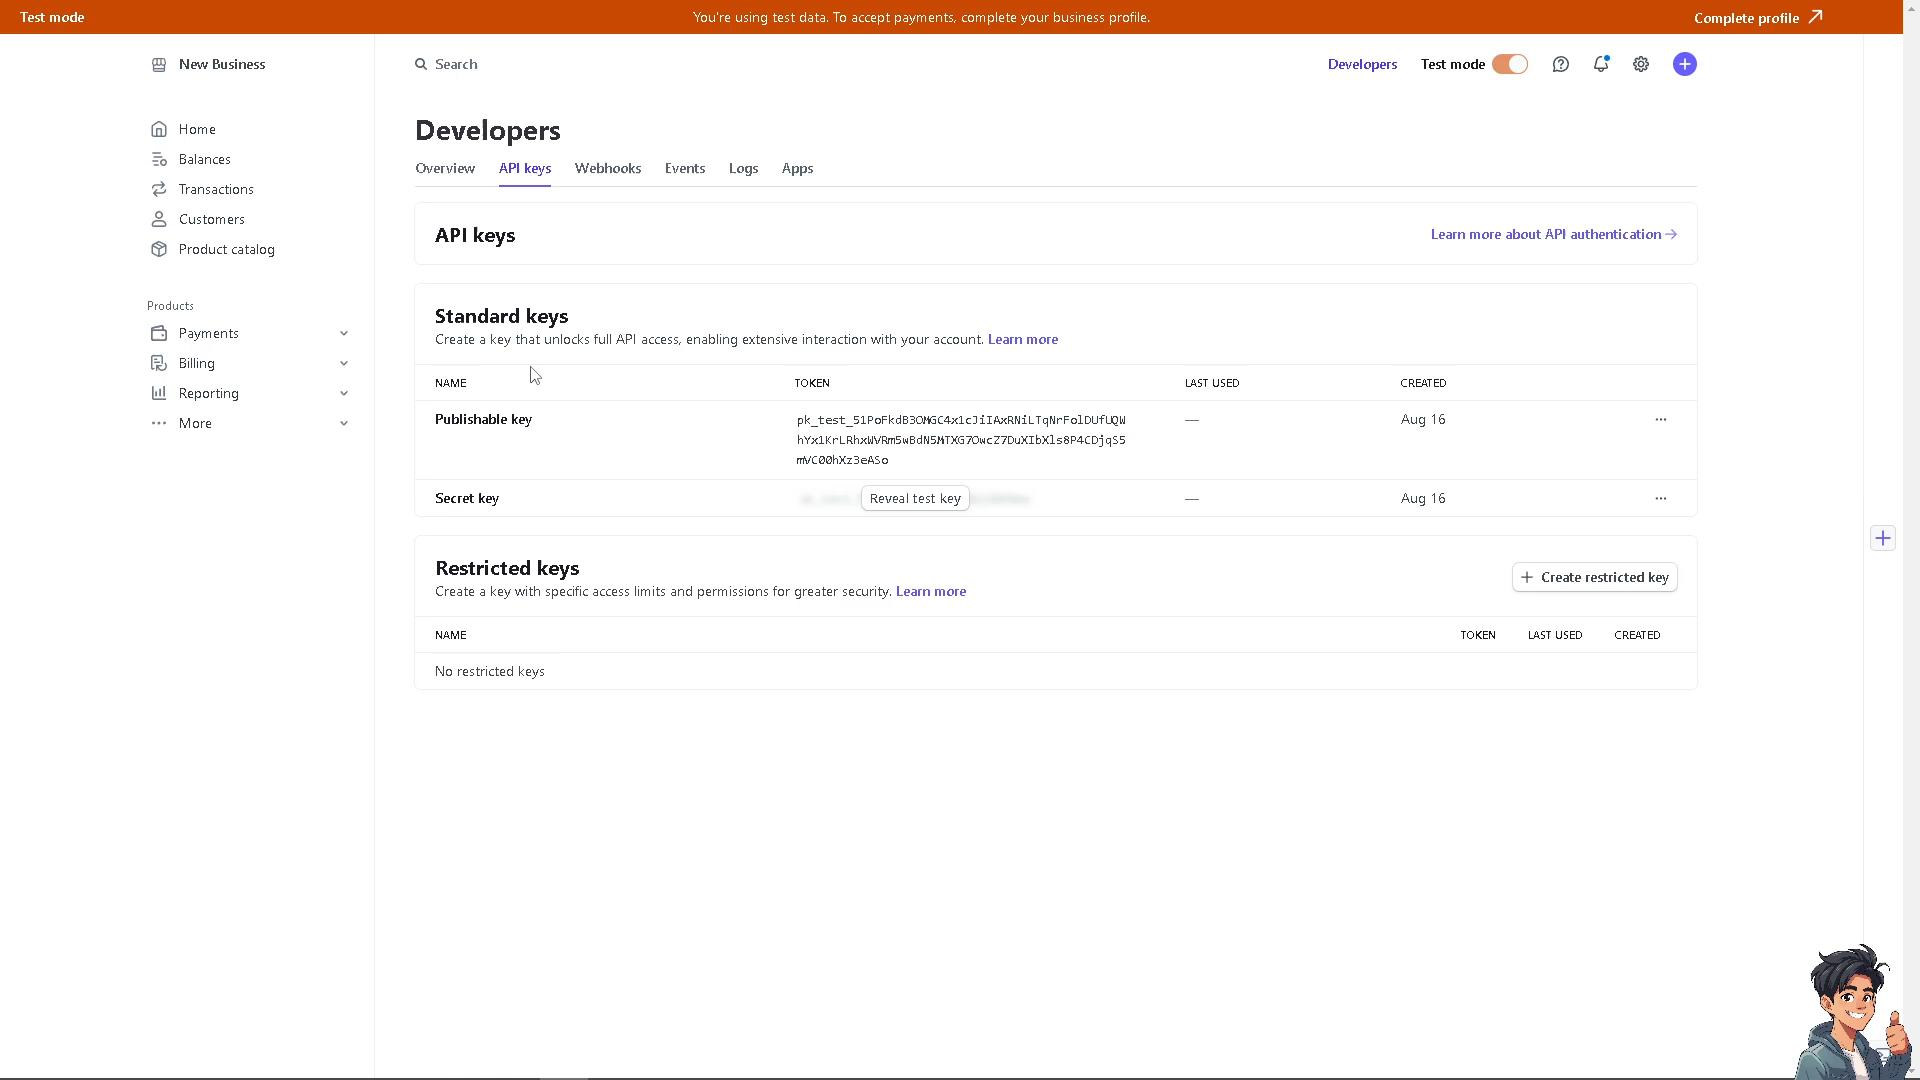 Test mode
You're using test data. To accept payments, complete your business profile.
Complete profile
New Business
Search
Developers
Test mode
Home
Balances
Transactions
Customers
Product catalog
Products
Payments
Billing
Reporting
More
Developers
Overview API keys Webhooks Events Logs Apps
API keys
Learn more about API authentication
Standard keys
Create a key that unlocks full API access, enabling extensive interaction with your account. Learn more
NAME TOKEN LAST USED CREATED
Publishable key
pk_test_51PoFkdB3OMGC4x1cJiIAxRNiLTqNrFolDUfUQW
hYx1KrLRhxWVRm5wBdN5MTXG7OwcZ7DuXIbXls8P4CDjqS5
mVC00hXz3eASo
— Aug 16
Secret key Reveal test key — Aug 16
Restricted keys
Create a key with specific access limits and permissions for greater security. Learn more
Create restricted key
NAME TOKEN LAST USED CREATED
No restricted keys